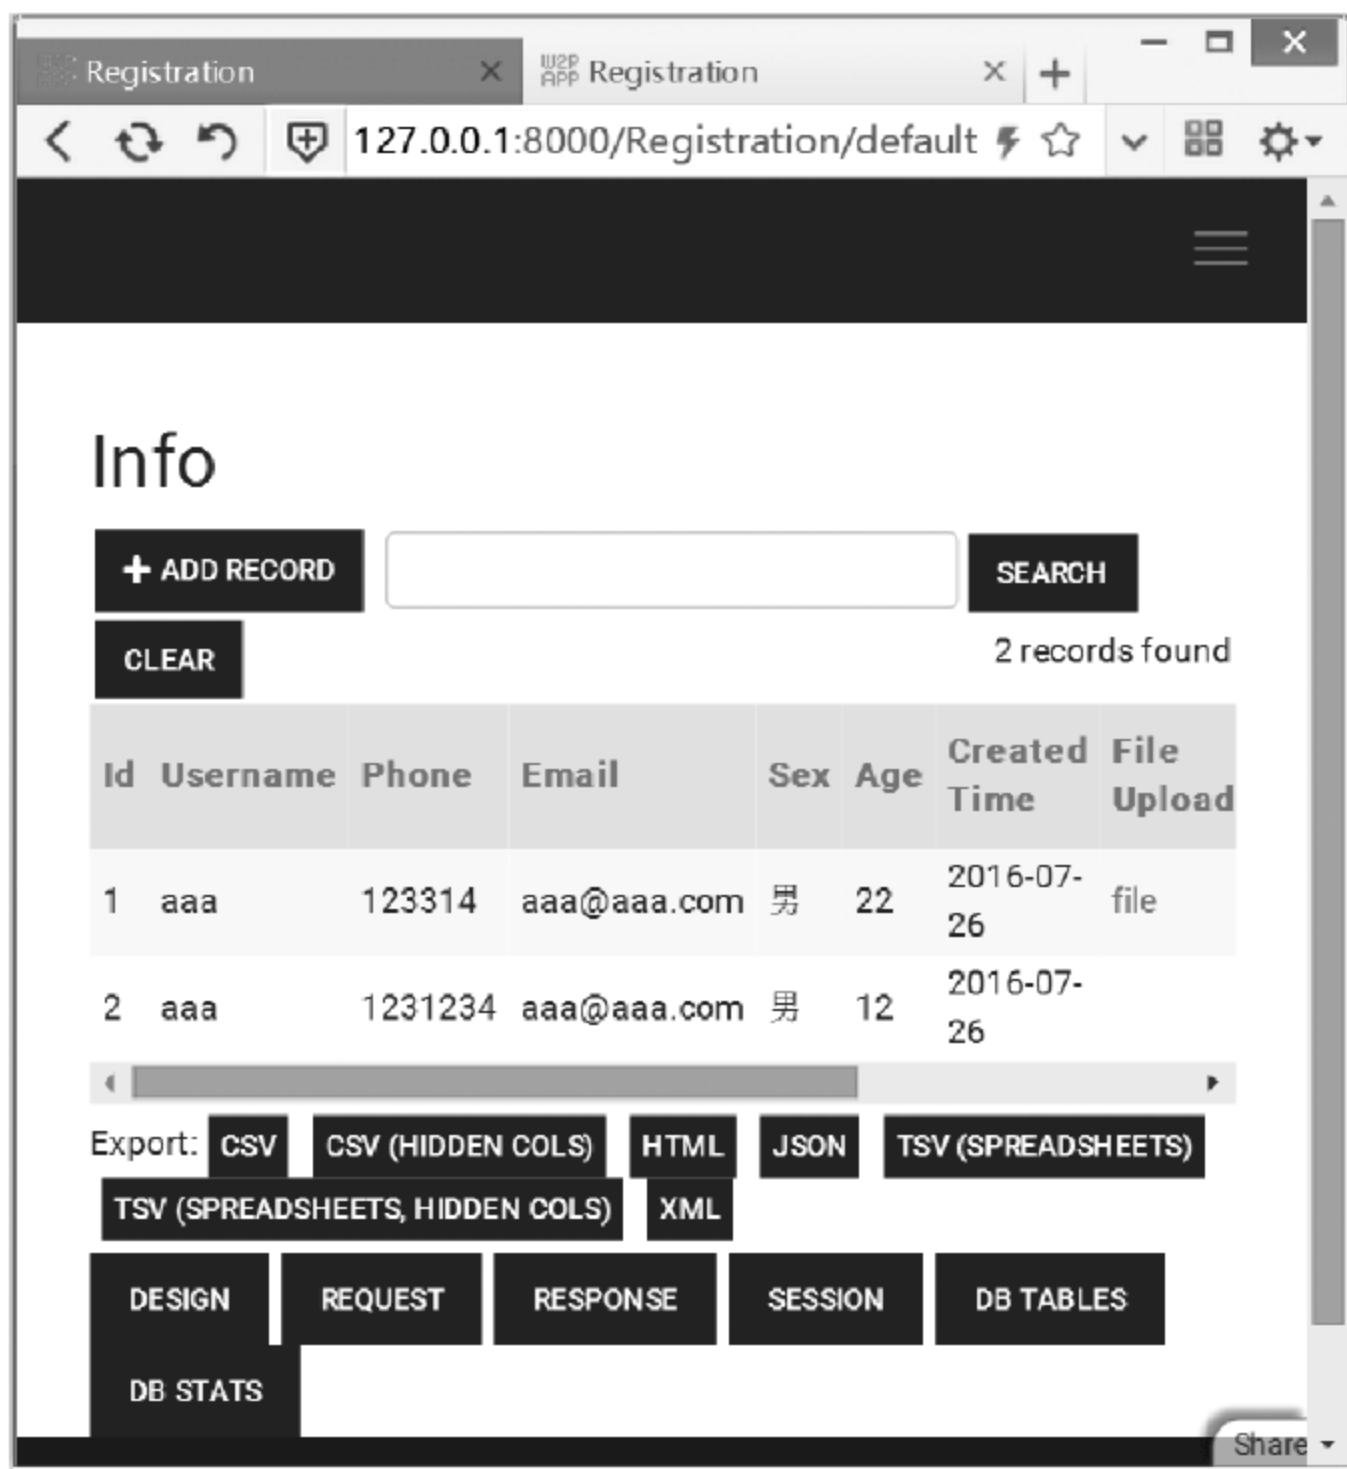 Registration
W2P
APP Registration
127.0.0.1:8000/Registration/default
Info
ADD RECORD
SEARCH
CLEAR
2 records found
Id Username Phone Email Sex Age Created Time File Upload
1 aaa 123314 aaa@aaa.com 男 22 2016-07-26 file
2 aaa 1231234 aaa@aaa.com 男 12 2016-07-26
Export: CSV CSV (HIDDEN COLS) HTML JSON TSV (SPREADSHEETS)
TSV (SPREADSHEETS, HIDDEN COLS) XML
DESIGN REQUEST RESPONSE SESSION DB TABLES
DB STATS
Share